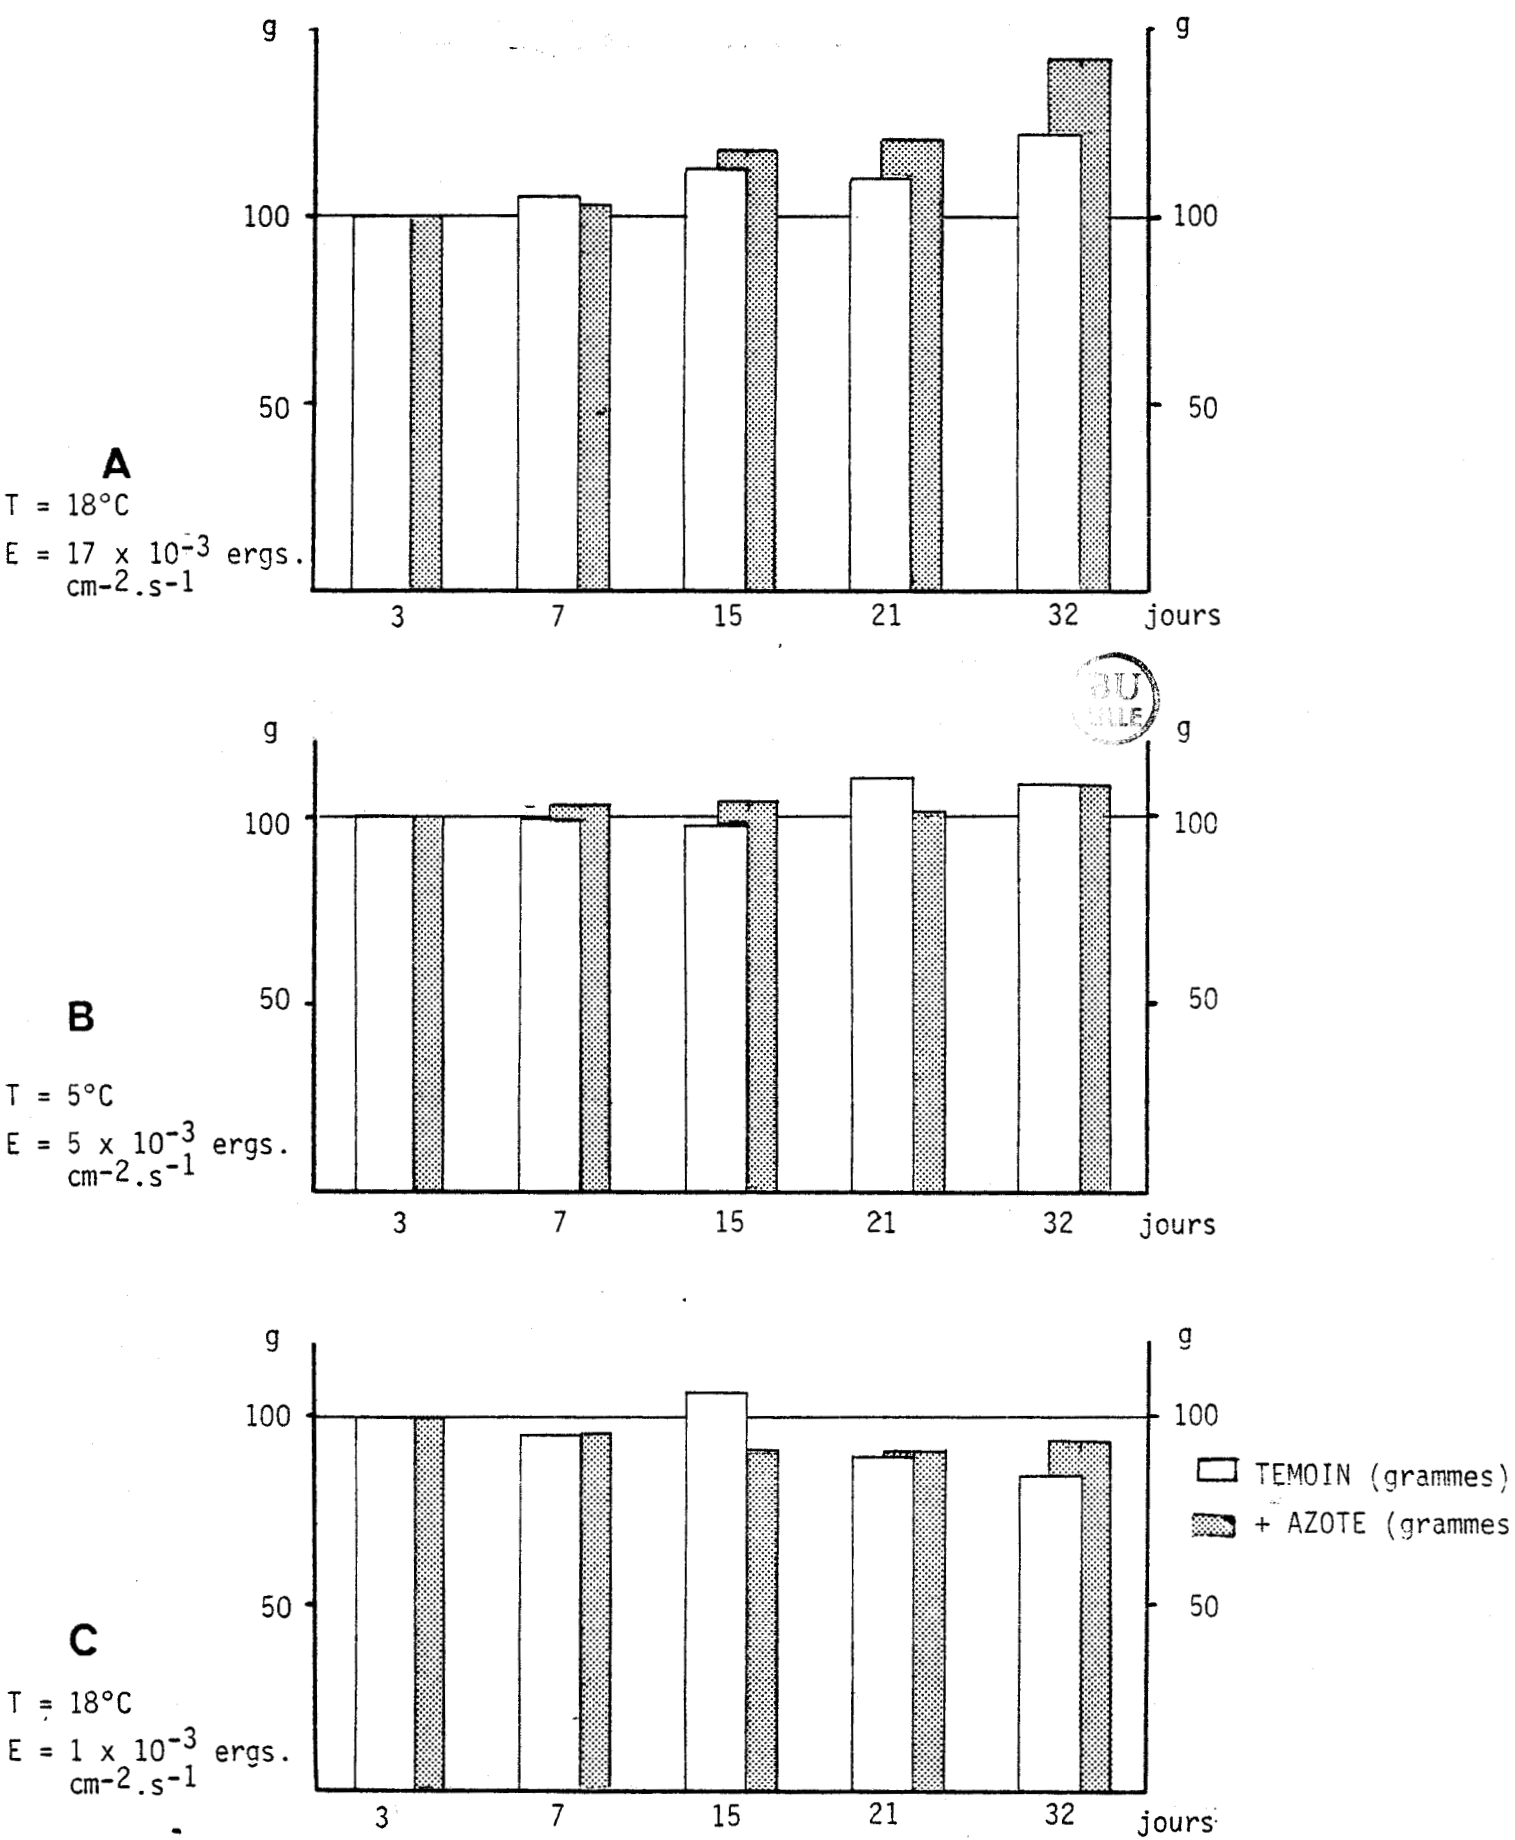 g g
100 100
50 50
A
T = 18°C
E = 17 x 10-3 ergs.
cm-2.s-1
3 7 15 21 32 jours
BU
LILLE
g g
100 100
50 50
B
T = 5°C
E = 5 x 10-3 ergs.
cm-2.s-1
3 7 15 21 32 jours
g g
100 100
TEMOIN (grammes)
+ AZOTE (grammes
50 50
C
T = 18°C
E = 1 x 10-3 ergs.
cm-2.s-1
3 7 15 21 32 jours